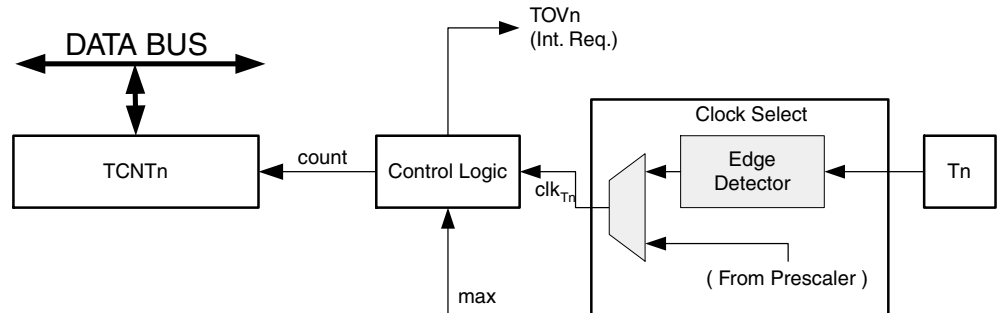 TOVn
(Int. Req.)
DATA BUS
Clock Select
TCNTn
count
Control Logic
clkTn
Edge
Detector
Tn
( From Prescaler )
max